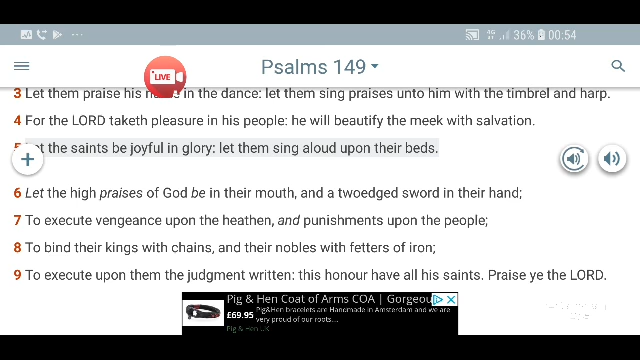 36% 00:54
LIVE
Psalms 149
3 Let them praise his in the dance: let them sing praises unto him with the timbrel and harp.
4 For the LORD taketh pleasure in his people: he will beautify the meek with salvation.
the saints be joyful in glory: let them sing aloud upon their beds.
+
6 Let the high praises of God be in their mouth, and a twoedged sword in their hand;
7 To execute vengeance upon the heathen, and punishments upon the people;
8 To bind their kings with chains, and their nobles with fetters of iron;
9 To execute upon them the judgment written: this honour have all his saints. Praise ye the LORD.
Pig & Hen Coat of Arms COA | Gorgeou
£69.95 Pig&Hen bracelets are Handmade in Amsterdam and we are
very proud of our roots...
Pig & Hen UK